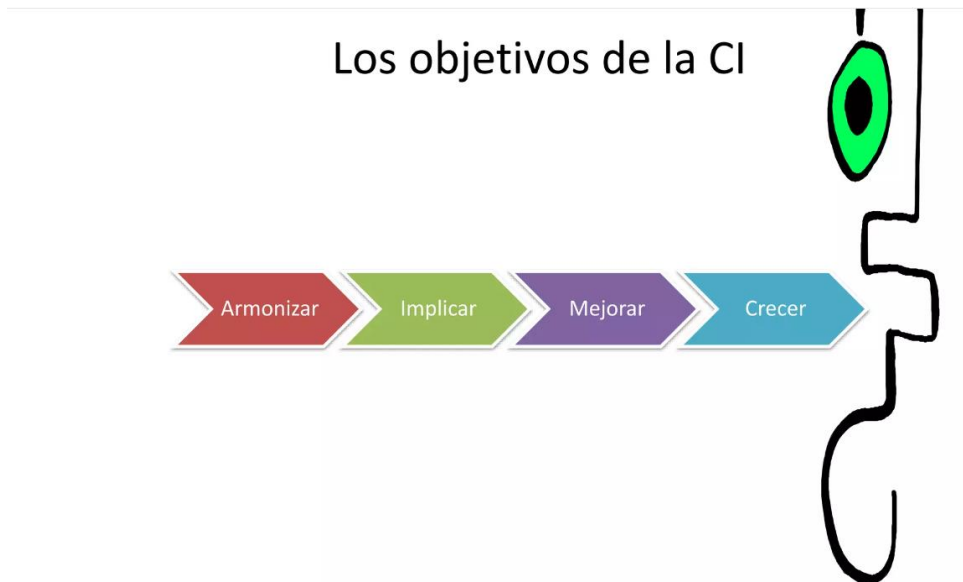 Los objetivos de la CI
Armonizar
Implicar
Mejorar
Crecer